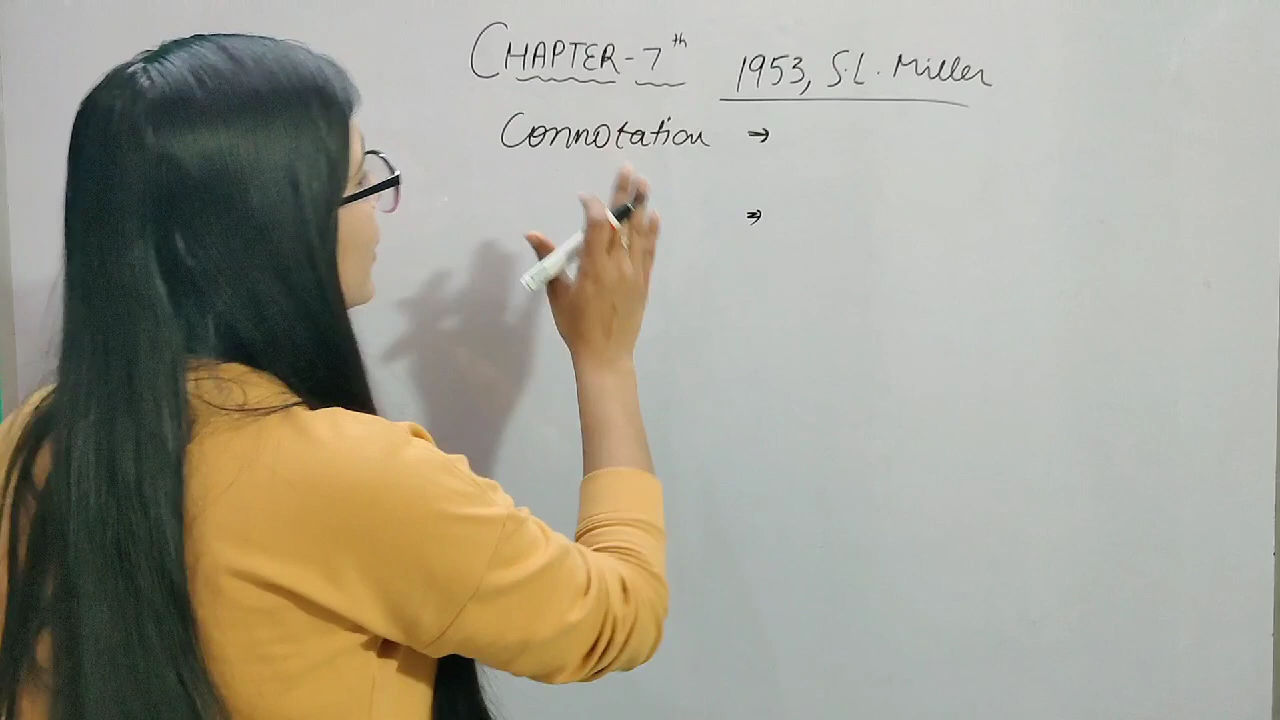 CHAPTER-7th
1953, S.L. Miller
Connotation →
→